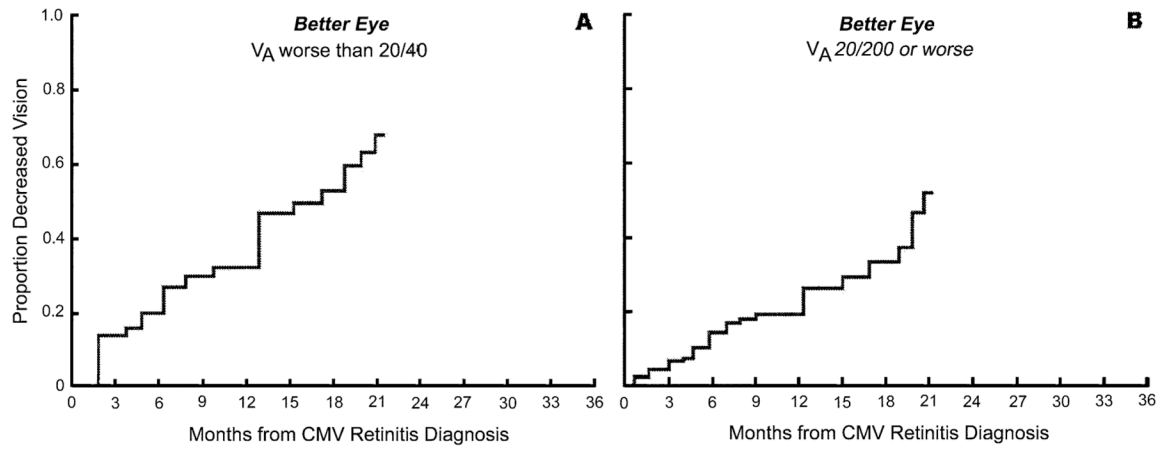 Better Eye
A
V_A worse than 20/40
Proportion Decreased Vision
1.0
0.8
0.6
0.4
0.2
0
0 3 6 9 12 15 18 21 24 27 30 33 36
Months from CMV Retinitis Diagnosis
Better Eye
B
V_A 20/200 or worse
0 3 6 9 12 15 18 21 24 27 30 33 36
Months from CMV Retinitis Diagnosis